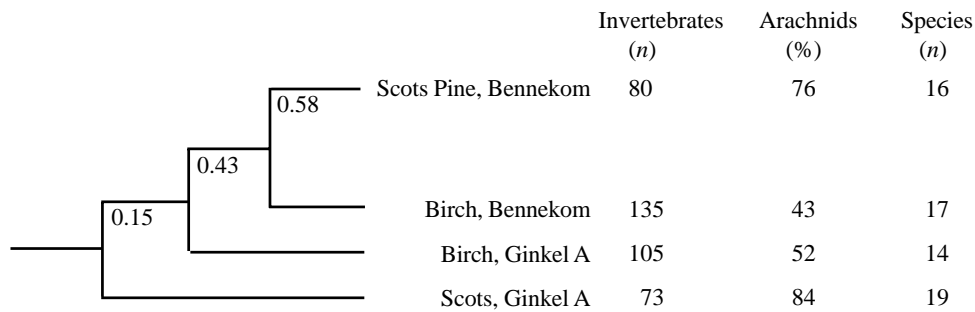 Invertebrates Arachnids Species
(n) (%) (n)
Scots Pine, Bennekom 80 76 16
0.58
0.43
Birch, Bennekom 135 43 17
0.15
Birch, Ginkel A 105 52 14
Scots, Ginkel A 73 84 19